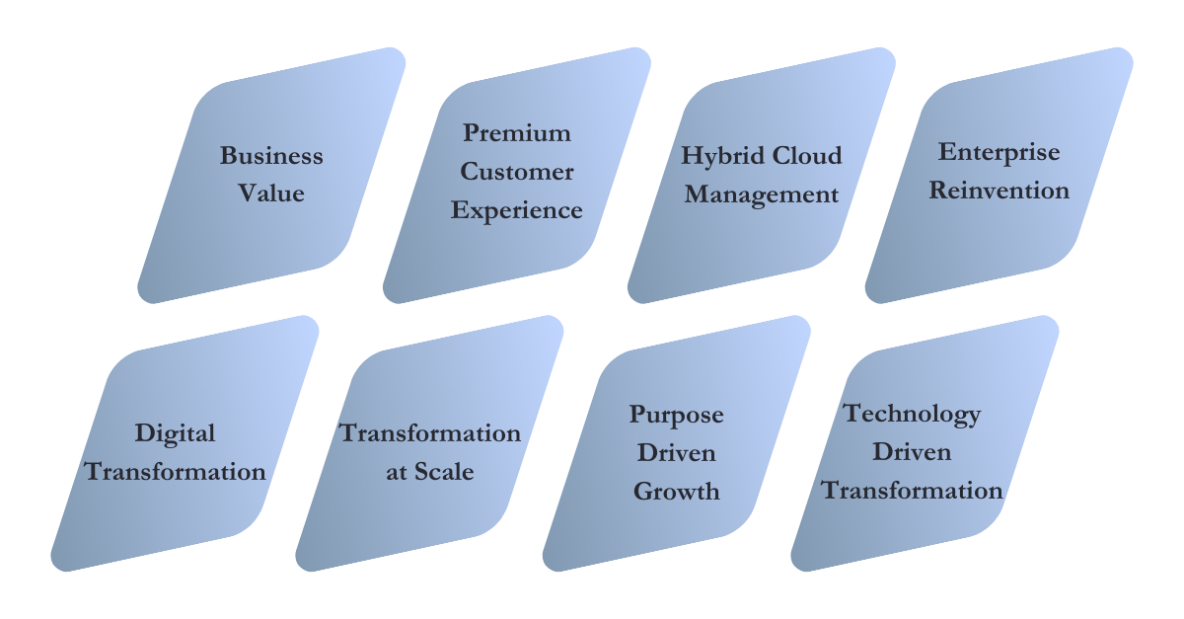 Business
Value
Premium
Customer
Experience
Hybrid Cloud
Management
Enterprise
Reinvention
Digital
Transformation
Transformation
at Scale
Purpose
Driven
Growth
Technology
Driven
Transformation